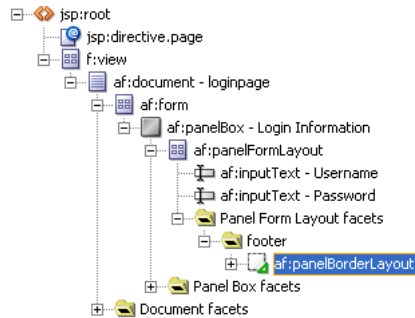 jsp:root
jsp:directive.page
f:view
af:document - loginpage
af:form
af:panelBox - Login Information
af:panelFormLayout
af:inputText - Username
af:inputText - Password
Panel Form Layout facets
footer
af:panelBorderLayout
Panel Box facets
Document facets